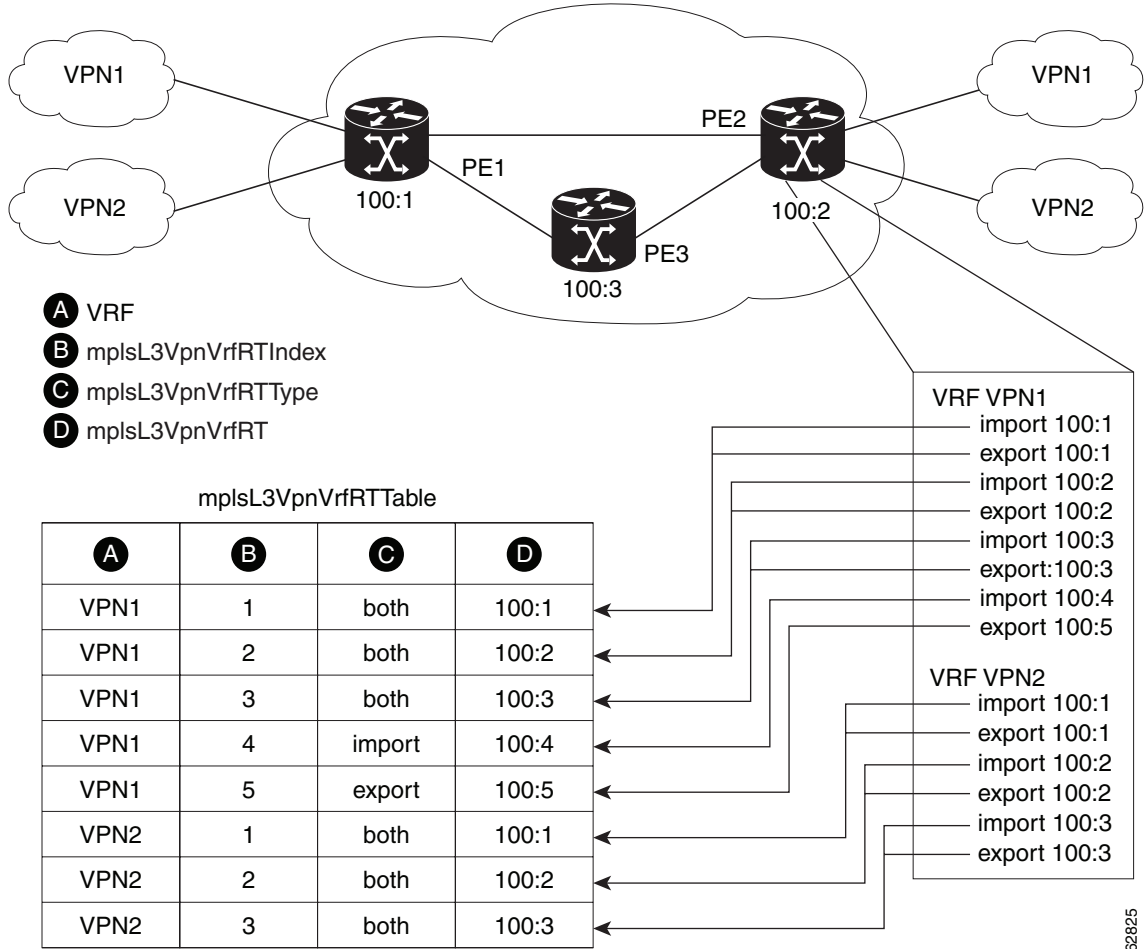 VPN1
VPN1
PE2
PE1
VPN2
100:1
100:2
VPN2
PE3
100:3
A VRF
B mplsL3VpnVrfRTIndex
C mplsL3VpnVrfRTType
D mplsL3VpnVrfRT
VRF VPN1
import 100:1
export 100:1
import 100:2
export 100:2
import 100:3
export:100:3
import 100:4
export 100:5
VRF VPN2
import 100:1
export 100:1
import 100:2
export 100:2
import 100:3
export 100:3
mplsL3VpnVrfRTTable
A B C D
VPN1 1 both 100:1
VPN1 2 both 100:2
VPN1 3 both 100:3
VPN1 4 import 100:4
VPN1 5 export 100:5
VPN2 1 both 100:1
VPN2 2 both 100:2
VPN2 3 both 100:3